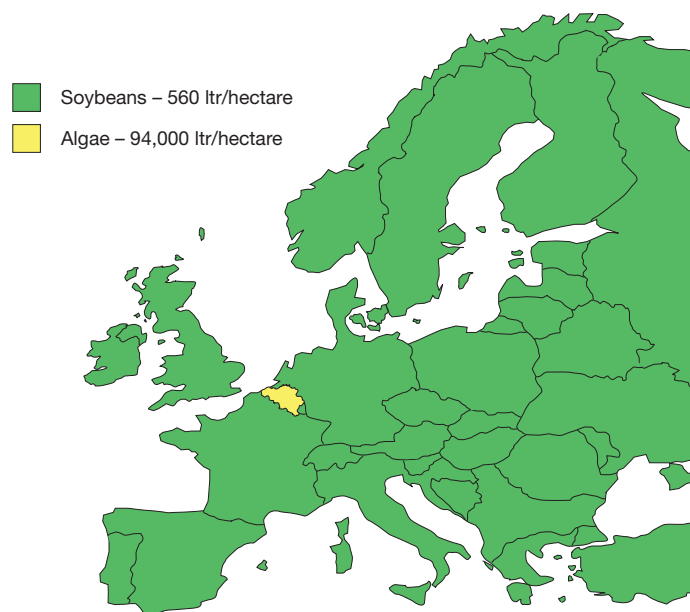 Soybeans – 560 ltr/hectare
Algae – 94,000 ltr/hectare